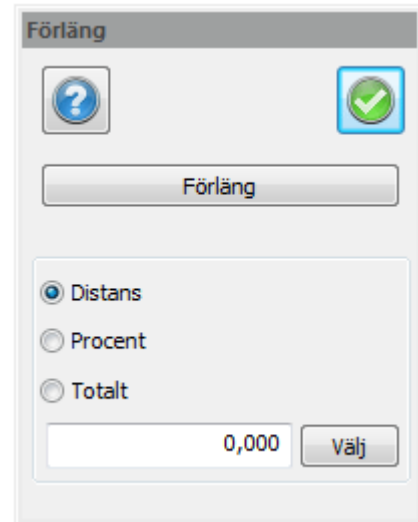 Förläng
Förläng
Distans
Procent
Totalt
0,000 Välj